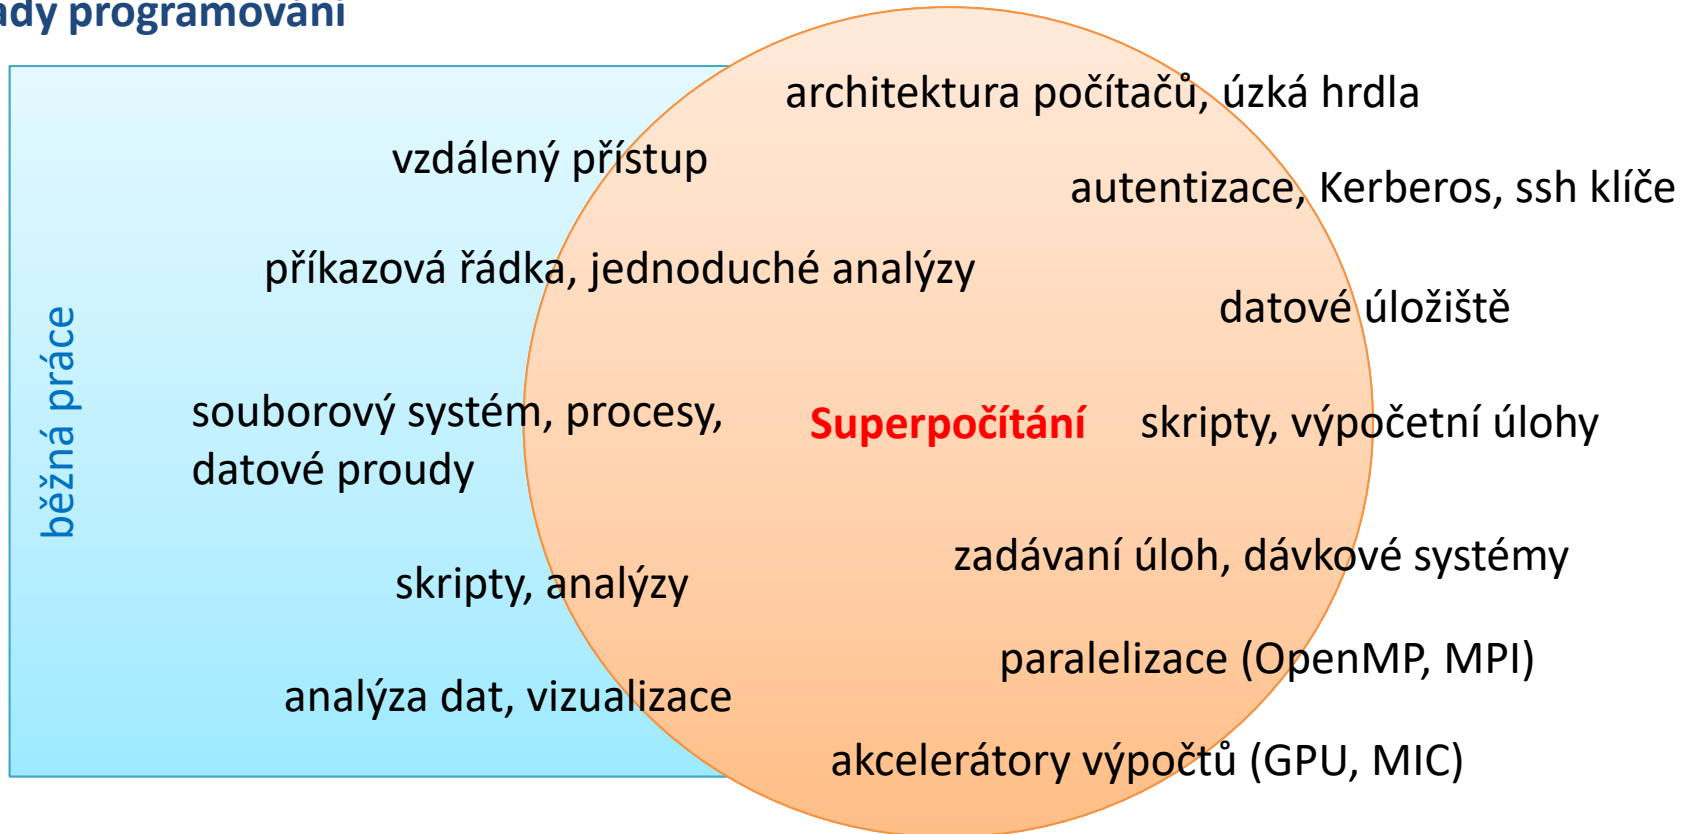 ady programování
architektura počítačů, úzká hrdla
vzdálený přístup
autentizace, Kerberos, ssh klíče
příkazová řádka, jednoduché analýzy
datové úložiště
běžná práce
souborový systém, procesy,
datové proudy
Superpočítání
skripty, výpočetní úlohy
zadávaní úloh, dávkové systémy
skripty, analýzy
paralelizace (OpenMP, MPI)
analýza dat, vizualizace
akcelerátory výpočtů (GPU, MIC)